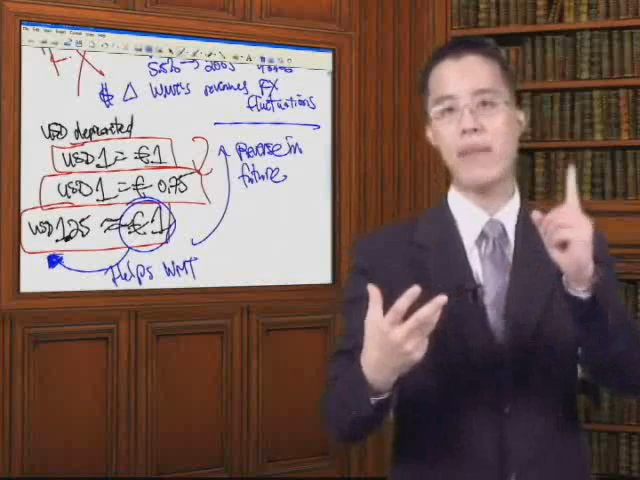 2005
$ Δ WMT's revenues FX
fluctuations
USD depreciated
USD 1 = € 1
USD 1 = € 0.75
USD 1.25 ≈ € 1
Reverse in
future
Helps WMT